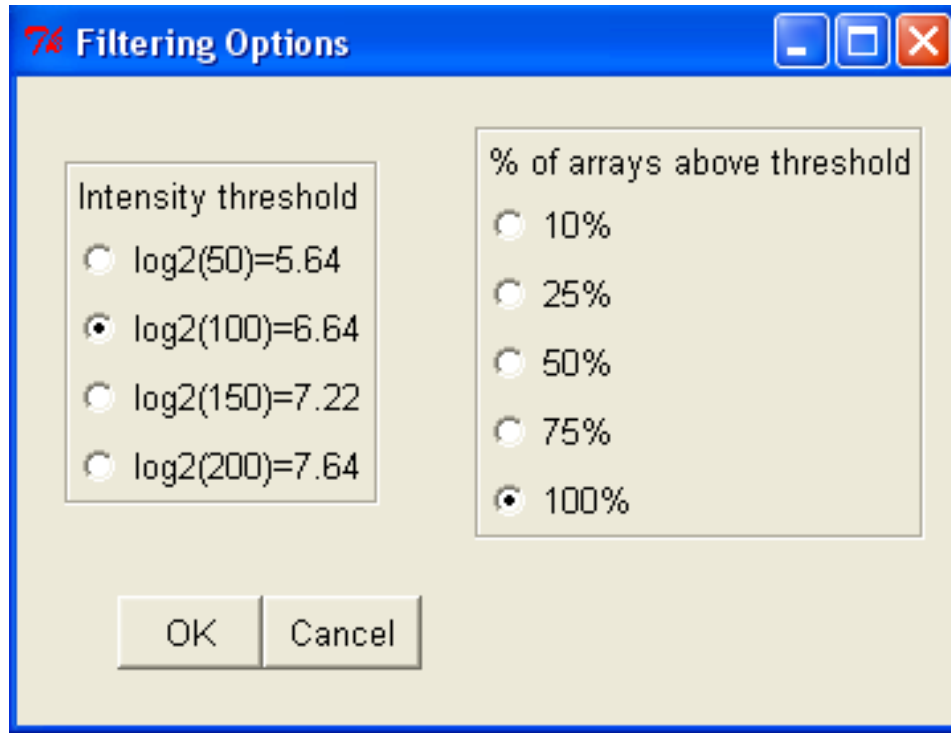 7k Filtering Options
Intensity threshold
log2(50)=5.64
log2(100)=6.64
log2(150)=7.22
log2(200)=7.64
% of arrays above threshold
10%
25%
50%
75%
100%
OK
Cancel